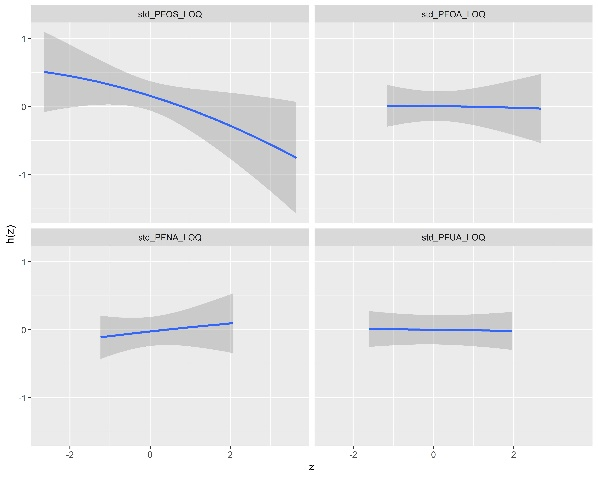 std_PFOS_LOQ
std_PFOA_LOQ
1
0
-1
h(z)
std_PFNA_LOQ
std_PFUA_LOQ
1
0
-1
-2
0
2
-2
0
2
z